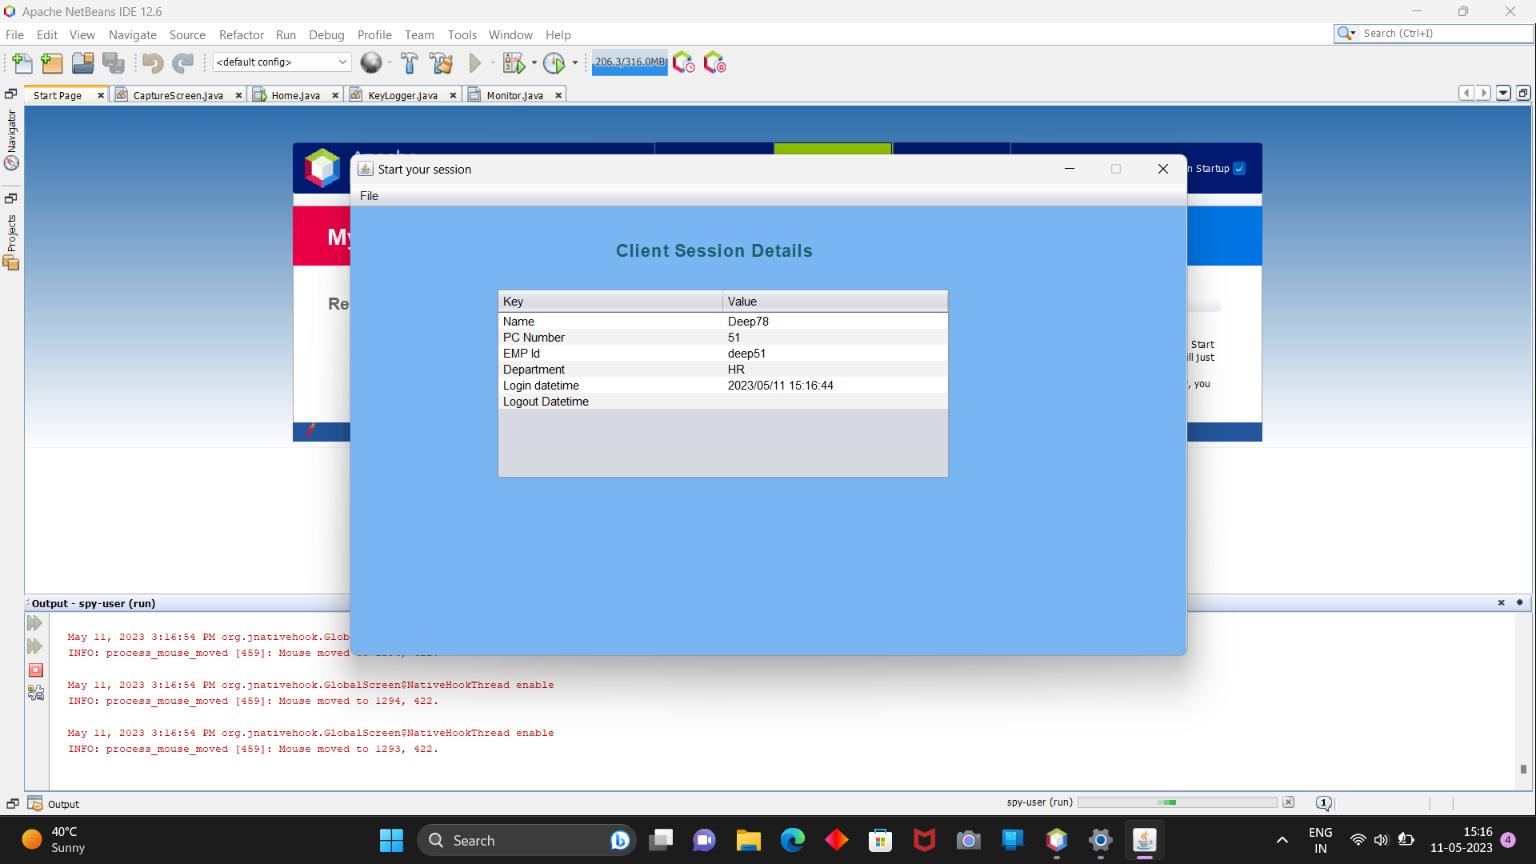 Apache NetBeans IDE 12.6
File Edit View Navigate Source Refactor Run Debug Profile Team Tools Window Help
Search (Ctrl+I)
<default config>
206.3/316.0MB
Start Page CaptureScreen.java Home.java KeyLogger.java Monitor.java
Navigator
Projects
Start your session
n Startup
File
My
Client Session Details
Re
Key Value
Name Deep78
PC Number 51
EMP Id deep51
Department HR
Login datetime 2023/05/11 15:16:44
Logout Datetime
Start
ll just
, you
Output - spy-user (run)
May 11, 2023 3:16:54 PM org.jnativehook.Glob
INFO: process_mouse_moved [459]: Mouse moved
May 11, 2023 3:16:54 PM org.jnativehook.GlobalScreen$NativeHookThread enable
INFO: process_mouse_moved [459]: Mouse moved to 1294, 422.
May 11, 2023 3:16:54 PM org.jnativehook.GlobalScreen$NativeHookThread enable
INFO: process_mouse_moved [459]: Mouse moved to 1293, 422.
Output
spy-user (run)
1
40°C
Sunny
Search
ENG
IN
15:16
11-05-2023
4